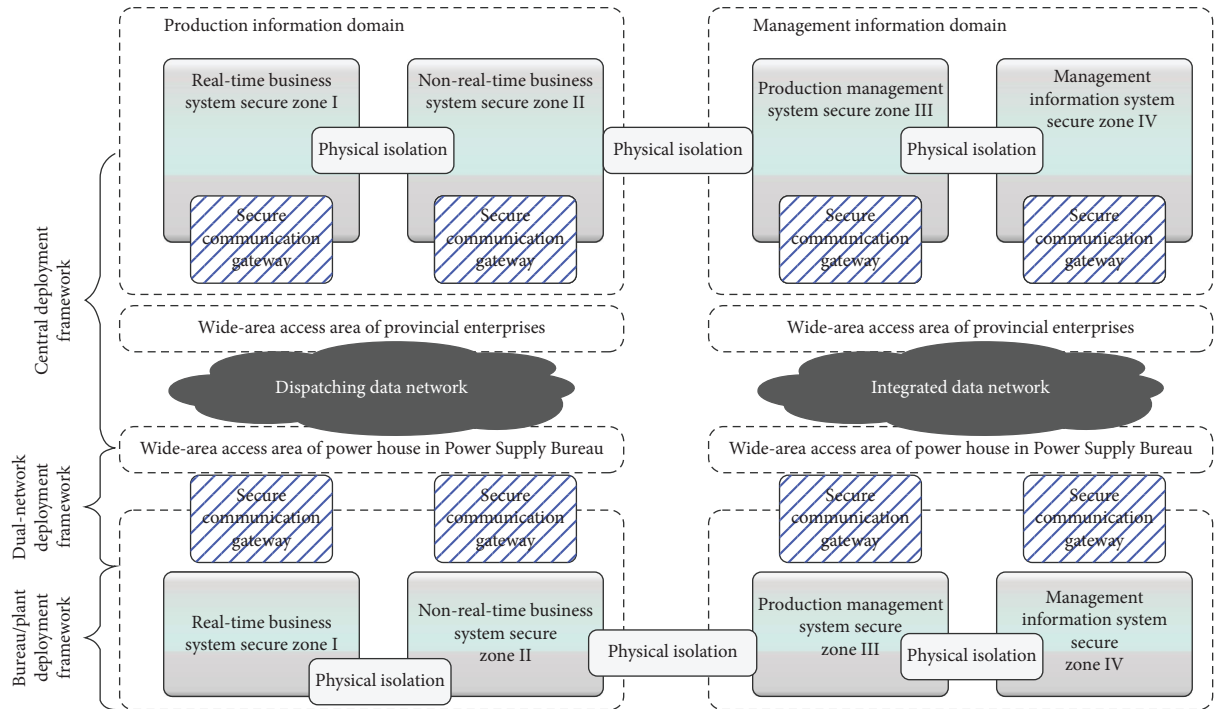 Production information domain
Management information domain
Real-time business
system secure zone I
Non-real-time business
system secure zone II
Production management
system secure zone III
Management
information system
secure zone IV
Physical isolation
Physical isolation
Physical isolation
Secure
communication
gateway
Secure
communication
gateway
Secure
communication
gateway
Secure
communication
gateway
Central deployment
framework
Wide-area access area of provincial enterprises
Wide-area access area of provincial enterprises
Dispatching data network
Integrated data network
Wide-area access area of power house in Power Supply Bureau
Wide-area access area of power house in Power Supply Bureau
Dual-network
deployment
framework
Secure
communication
gateway
Secure
communication
gateway
Secure
communication
gateway
Secure
communication
gateway
Bureau/plant
deployment
framework
Real-time business
system secure zone I
Non-real-time business
system secure
zone II
Production management
system secure
zone III
Management
information system
secure
zone IV
Physical isolation
Physical isolation
Physical isolation